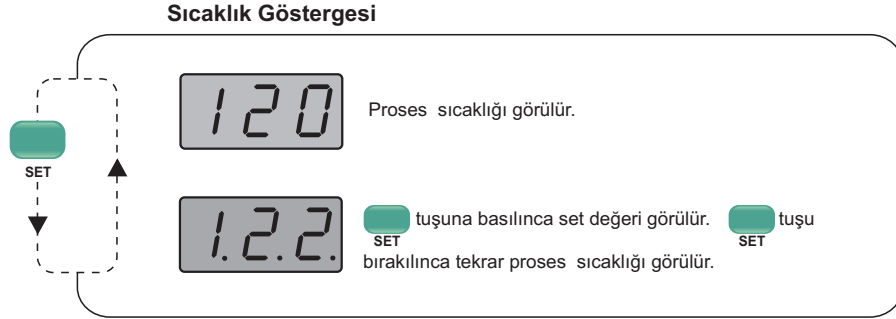 Sıcaklık Göstergesi
120
Proses sıcaklığı görülür.
SET
1.2.2.
SET tuşuna basılınca set değeri görülür. SET tuşu
bırakılınca tekrar proses sıcaklığı görülür.